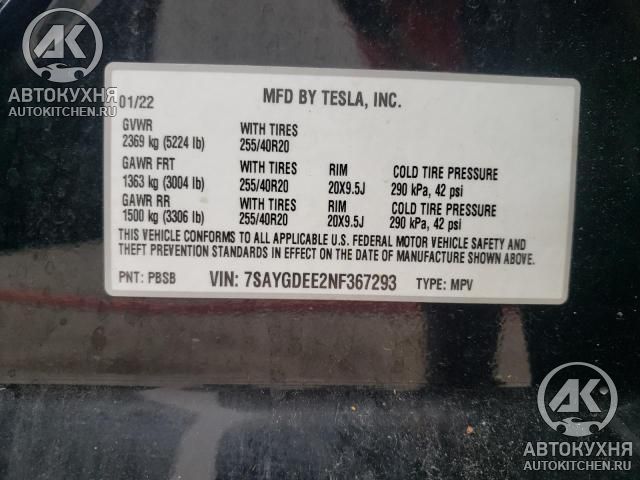 AK
АВТОКУХНЯ
AUTOKITCHEN.RU
01/22 MFD BY TESLA, INC.
GVWR WITH TIRES
2369 kg (5224 lb) 255/40R20
GAWR FRT WITH TIRES RIM COLD TIRE PRESSURE
1363 kg (3004 lb) 255/40R20 20X9.5J 290 kPa, 42 psi
GAWR RR WITH TIRES RIM COLD TIRE PRESSURE
1500 kg (3306 lb) 255/40R20 20X9.5J 290 kPa, 42 psi
THIS VEHICLE CONFORMS TO ALL APPLICABLE U.S. FEDERAL MOTOR VEHICLE SAFETY AND
THEFT PREVENTION STANDARDS IN EFFECT ON THE DATE OF MANUFACTURE SHOWN ABOVE.
PNT: PBSB VIN: 7SAYGDEE2NF367293 TYPE: MPV
AK
АВТОКУХНЯ
AUTOKITCHEN.RU